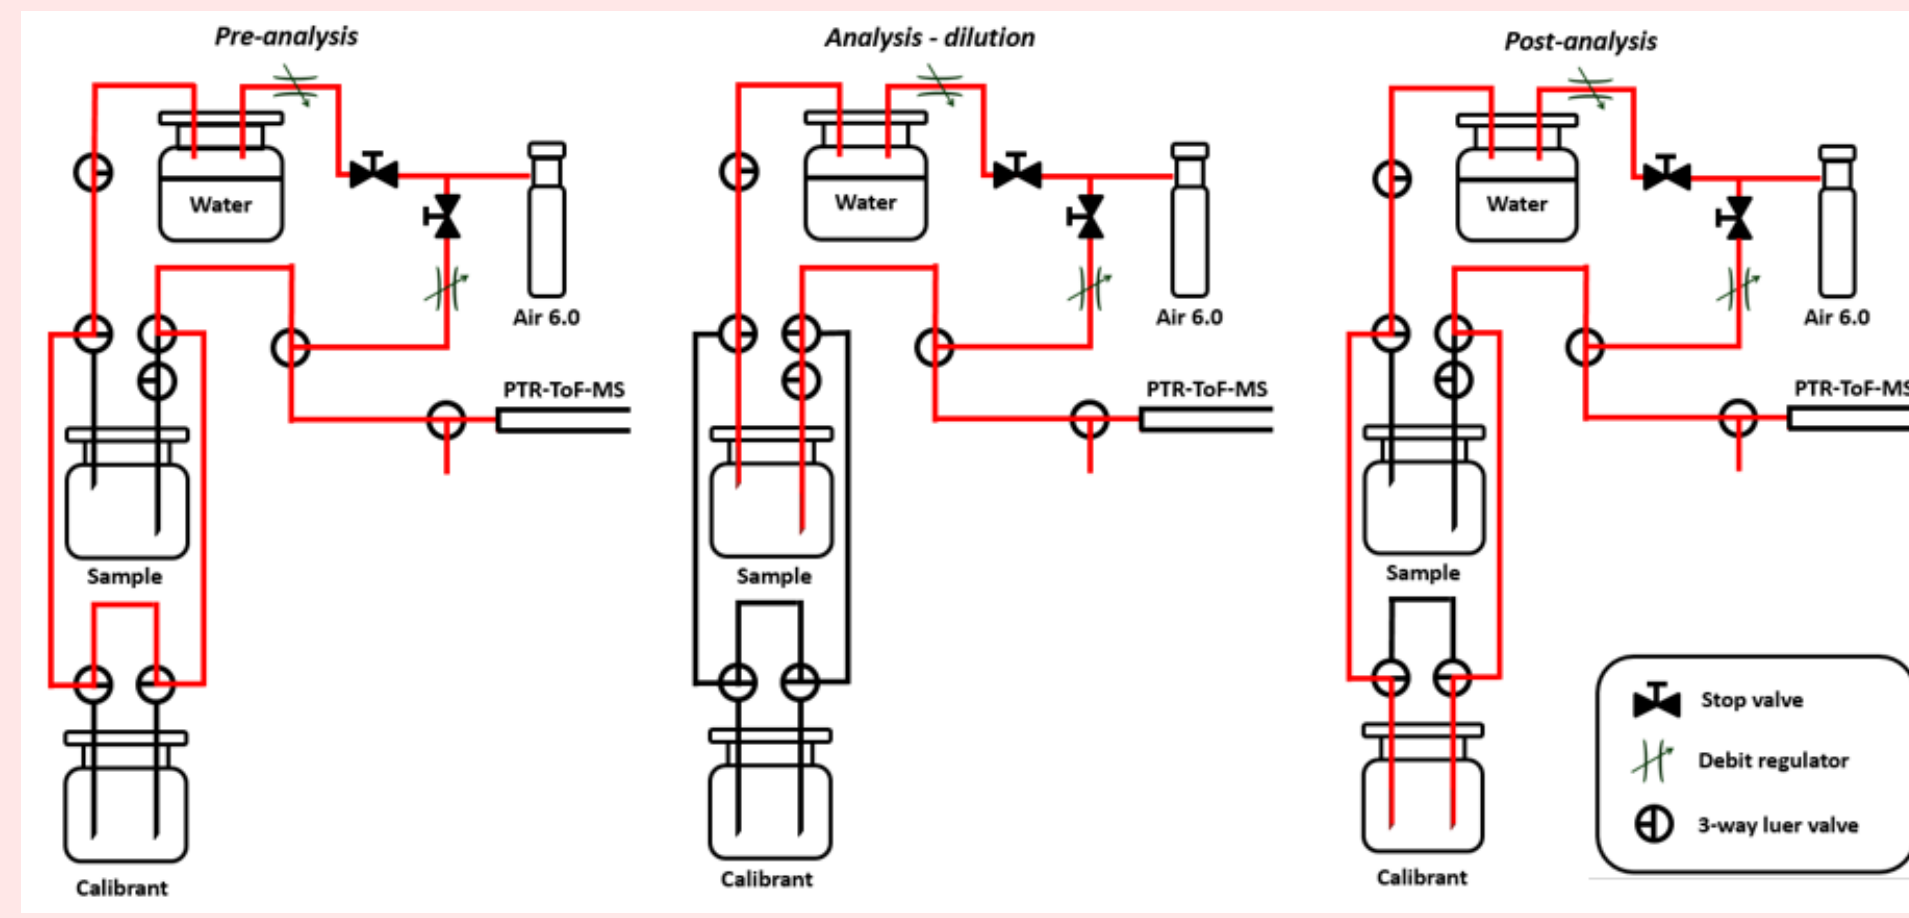 Pre-analysis
Water
Air 6.0
PTR-ToF-MS
Sample
Calibrant
Analysis - dilution
Water
Air 6.0
PTR-ToF-MS
Sample
Calibrant
Post-analysis
Water
Air 6.0
PTR-ToF-MS
Sample
Calibrant
Stop valve
Debit regulator
3-way luer valve